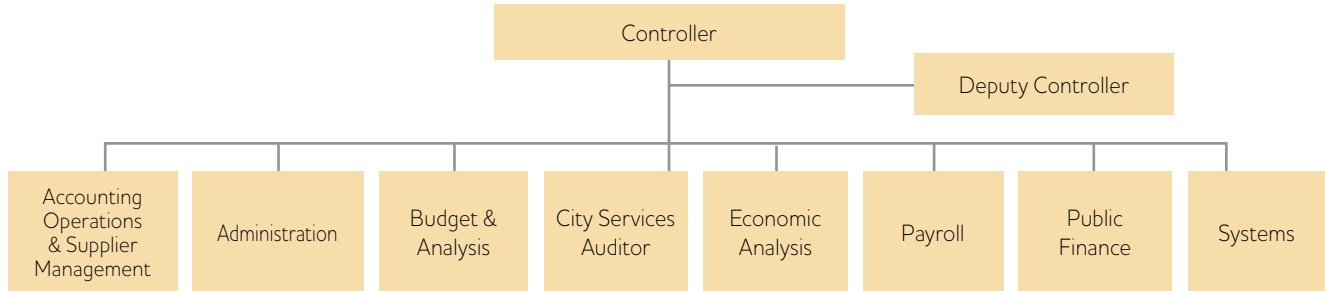 Controller
Deputy Controller
Accounting
Operations
& Supplier
Management
Administration
Budget &
Analysis
City Services
Auditor
Economic
Analysis
Payroll
Public
Finance
Systems